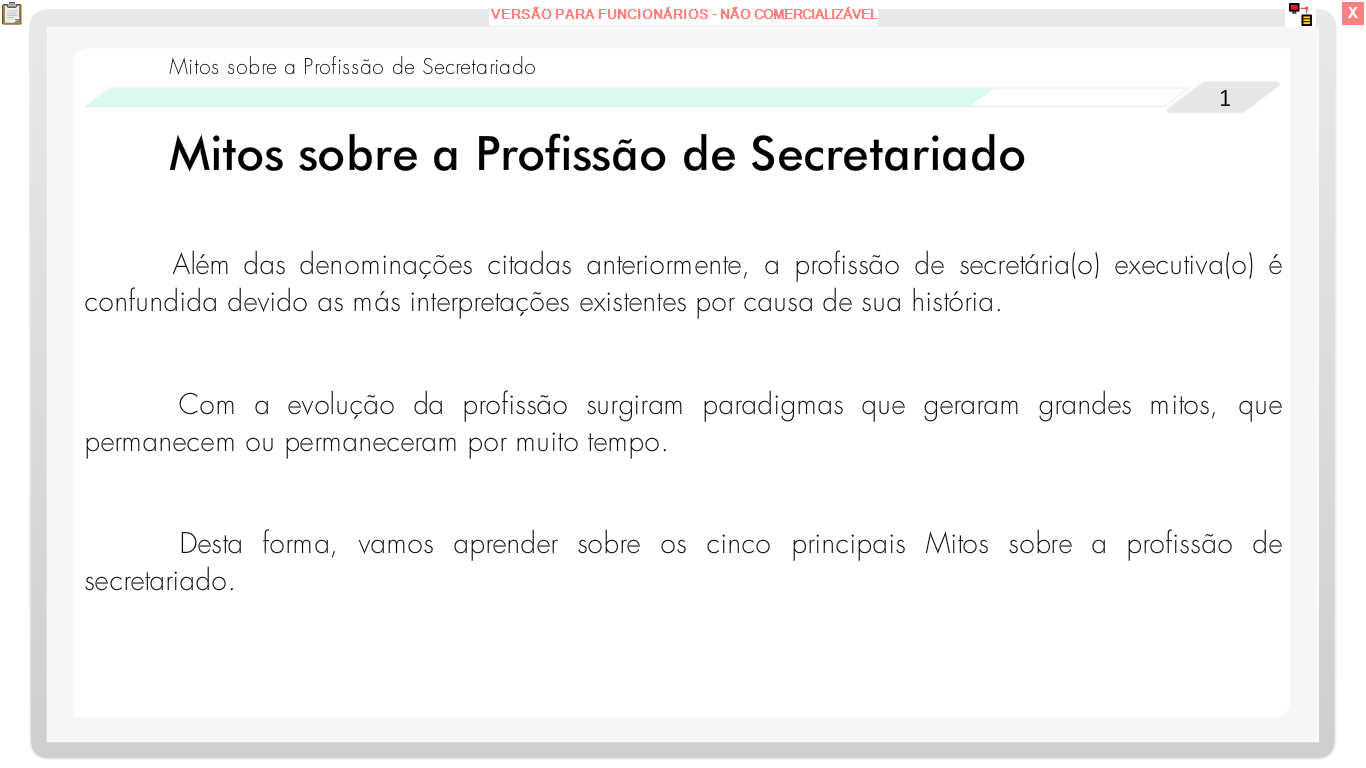 VERSÃO PARA FUNCIONÁRIOS - NÃO COMERCIALIZÁVEL
X
Mitos sobre a Profissão de Secretariado
1
Mitos sobre a Profissão de Secretariado
Além das denominações citadas anteriormente, a profissão de secretária(o) executiva(o) é
confundida devido as más interpretações existentes por causa de sua história.
Com a evolução da profissão surgiram paradigmas que geraram grandes mitos, que
permanecem ou permaneceram por muito tempo.
Desta forma, vamos aprender sobre os cinco principais Mitos sobre a profissão de
secretariado.